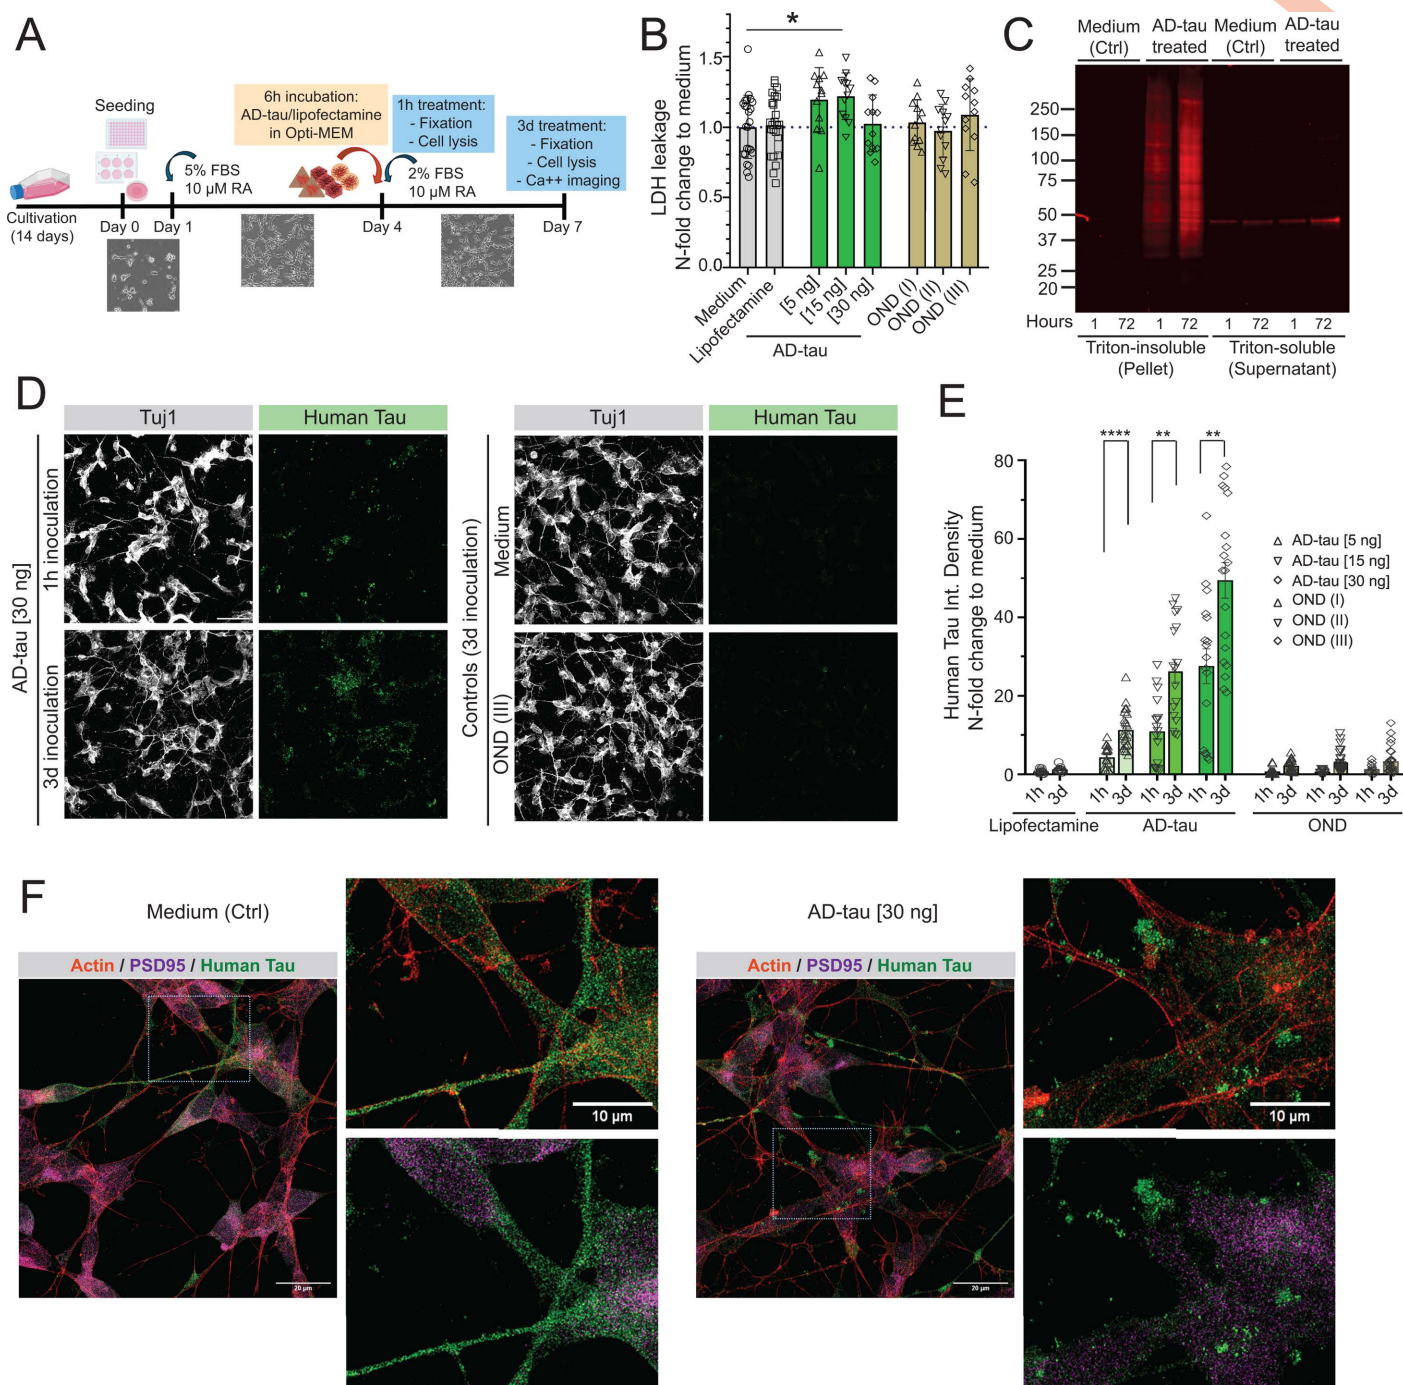 A
Seeding
6h incubation:
AD-tau/lipofectamine
in Opti-MEM
1h treatment:
- Fixation
- Cell lysis
3d treatment:
- Fixation
- Cell lysis
- Ca++ imaging
5% FBS
10 µM RA
2% FBS
10 µM RA
Cultivation
(14 days)
Day 0
Day 1
Day 4
Day 7
B
*
LDH leakage
N-fold change to medium
1.5
1.0
0.5
0.0
Medium
Lipofectamine
[5 ng]
[15 ng]
[30 ng]
OND (I)
OND (II)
OND (III)
AD-tau
C
Medium
(Ctrl)
AD-tau
treated
Medium
(Ctrl)
AD-tau
treated
250
150
100
75
50
37
25
20
Hours
1
72
1
72
1
72
1
72
Triton-insoluble
(Pellet)
Triton-soluble
(Supernatant)
D
Tuj1
Human Tau
Tuj1
Human Tau
AD-tau [30 ng]
1h inoculation
3d inoculation
Controls (3d inoculation)
Medium
OND (III)
E
****
**
**
Human Tau Int. Density
N-fold change to medium
80
60
40
20
0
AD-tau [5 ng]
AD-tau [15 ng]
AD-tau [30 ng]
OND (I)
OND (II)
OND (III)
1h
3d
1h
3d
1h
3d
1h
3d
1h
3d
1h
3d
1h
3d
Lipofectamine
AD-tau
OND
F
Medium (Ctrl)
Actin / PSD95 / Human Tau
20 µm
10 µm
AD-tau [30 ng]
Actin / PSD95 / Human Tau
20 µm
10 µm